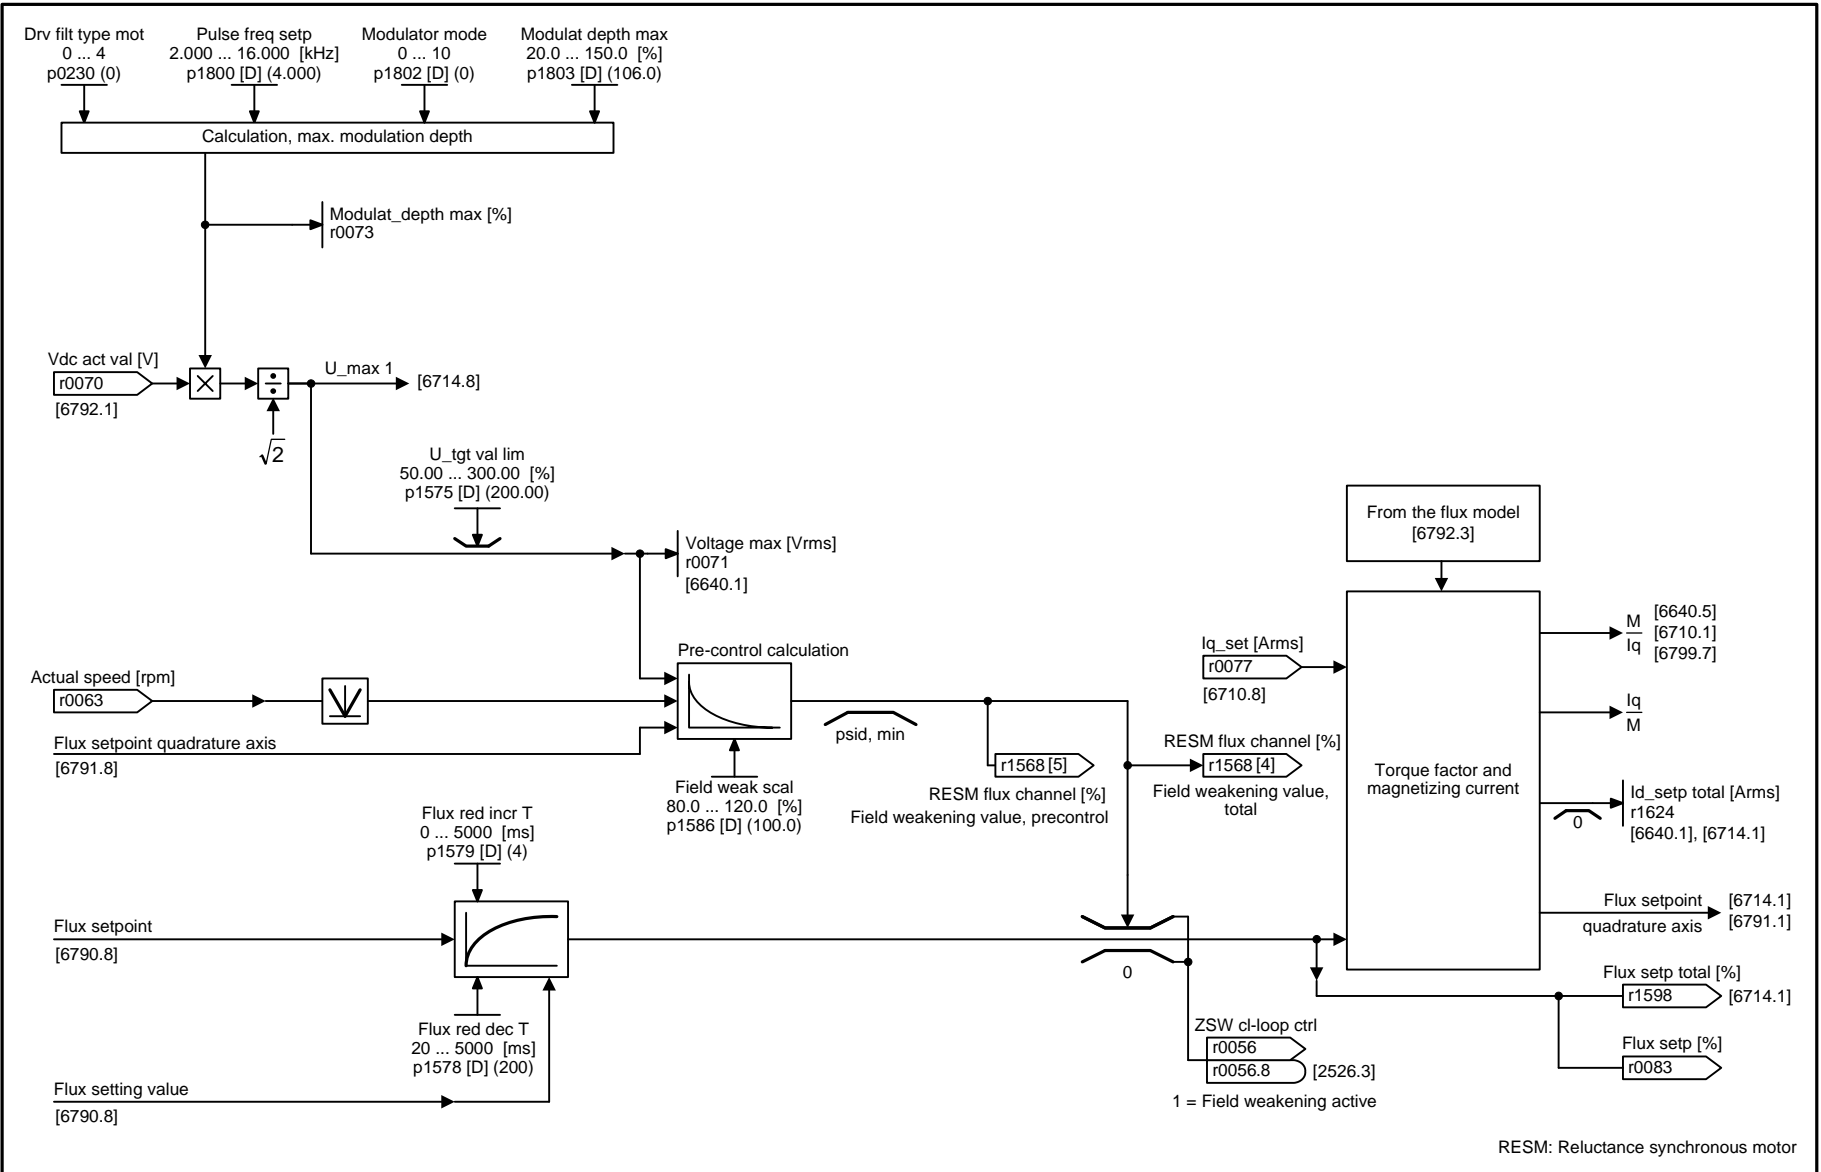 Drv filt type mot
0 ... 4
p0230 (0)
Pulse freq setp
2.000 ... 16.000 [kHz]
p1800 [D] (4.000)
Modulator mode
0 ... 10
p1802 [D] (0)
Modulat depth max
20.0 ... 150.0 [%]
p1803 [D] (106.0)
Calculation, max. modulation depth
Modulat_depth max [%]
r0073
Vdc act val [V]
r0070
[6792.1]
√2
U_max 1
[6714.8]
U_tgt val lim
50.00 ... 300.00 [%]
p1575 [D] (200.00)
Voltage max [Vrms]
r0071
[6640.1]
From the flux model
[6792.3]
Actual speed [rpm]
r0063
Flux setpoint quadrature axis
[6791.8]
Pre-control calculation
Field weak scal
80.0 ... 120.0 [%]
p1586 [D] (100.0)
psid, min
r1568 [5]
RESM flux channel [%]
Field weakening value, precontrol
RESM flux channel [%]
r1568 [4]
Field weakening value,
total
Iq_set [Arms]
r0077
[6710.8]
Torque factor and
magnetizing current
M
Iq
[6640.5]
[6710.1]
[6799.7]
Iq
M
0
Id_setp total [Arms]
r1624
[6640.1], [6714.1]
Flux setpoint
quadrature axis
[6714.1]
[6791.1]
Flux red incr T
0 ... 5000 [ms]
p1579 [D] (4)
Flux setpoint
[6790.8]
Flux red dec T
20 ... 5000 [ms]
p1578 [D] (200)
Flux setting value
[6790.8]
0
ZSW cl-loop ctrl
r0056
r0056.8
[2526.3]
1 = Field weakening active
Flux setp total [%]
r1598
[6714.1]
Flux setp [%]
r0083
RESM: Reluctance synchronous motor